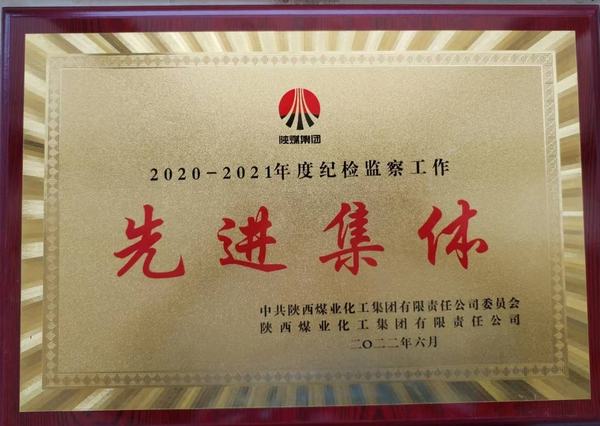 陕煤集团
2020-2021年度纪检监察工作
先进集体
中共陕西煤业化工集团有限责任公司委员会
陕西煤业化工集团有限责任公司
二〇二二年六月